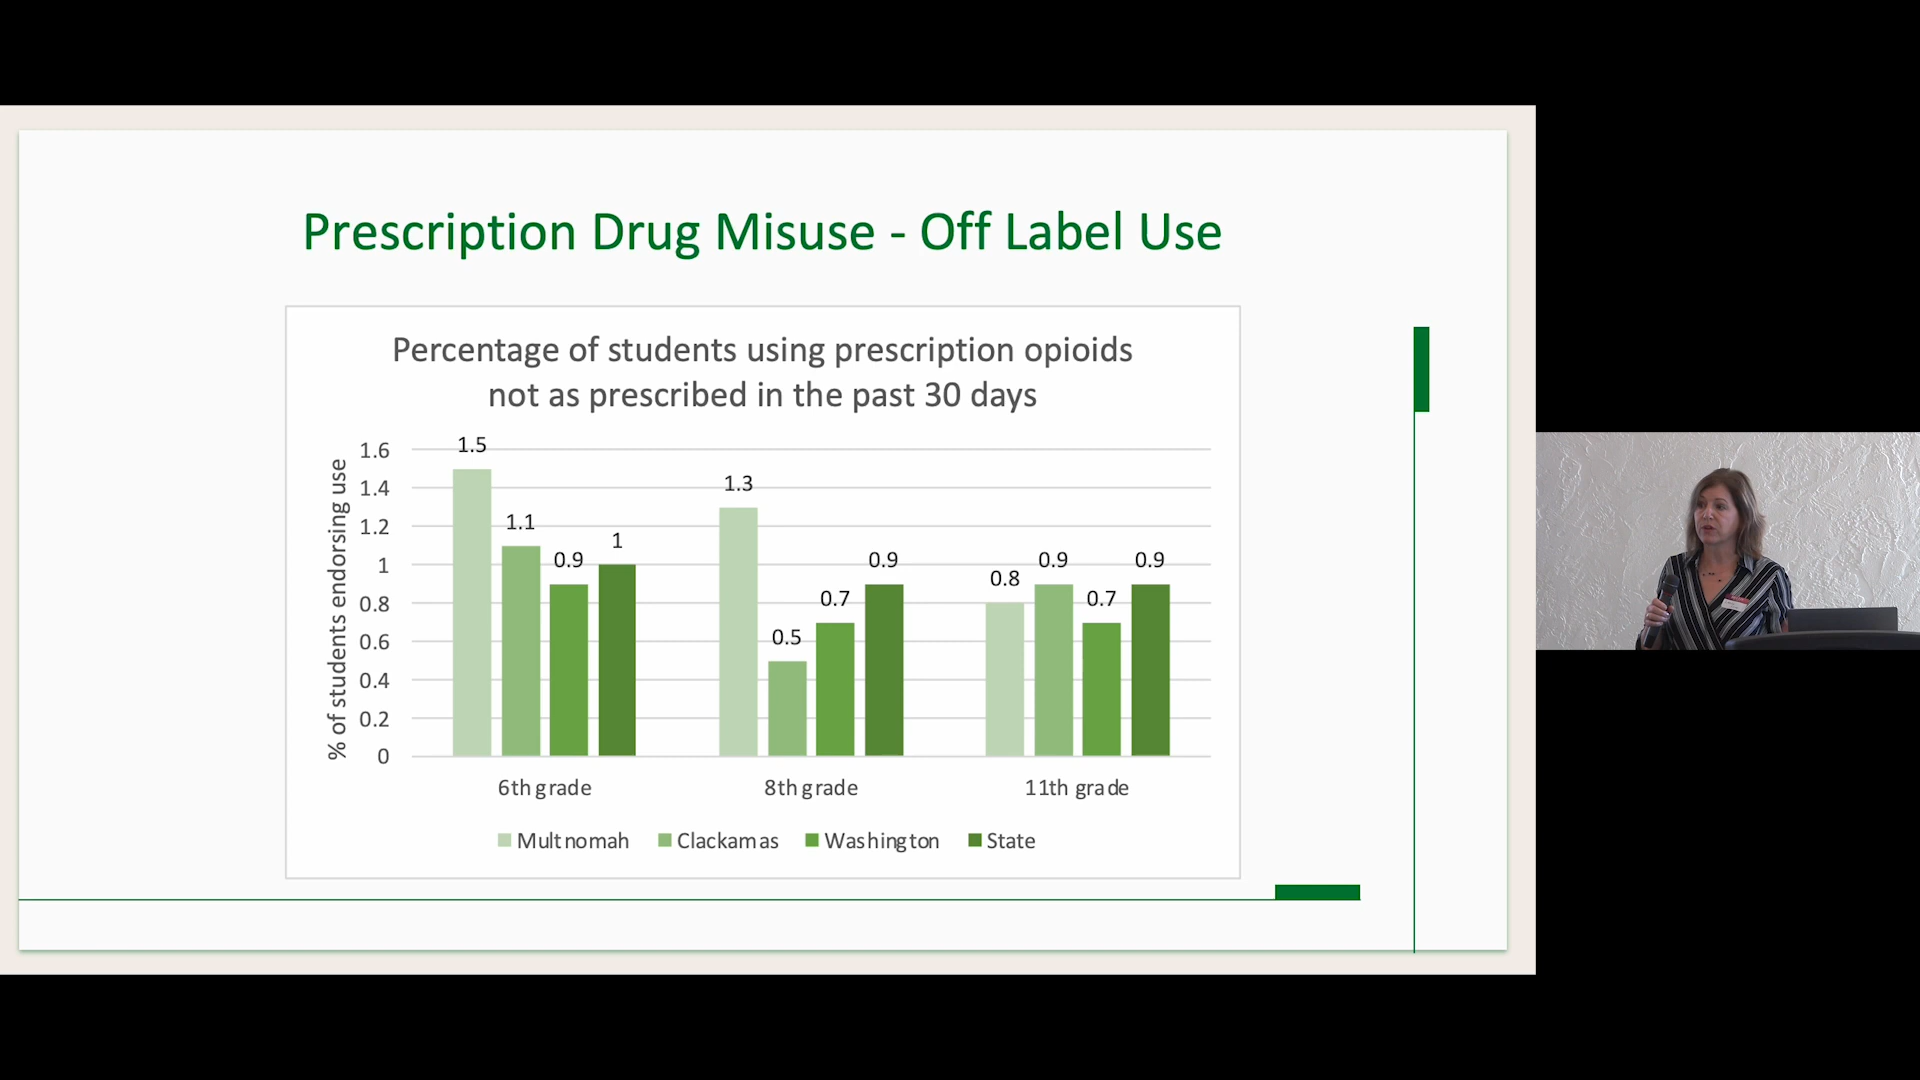 Prescription Drug Misuse - Off Label Use
Percentage of students using prescription opioids
not as prescribed in the past 30 days
% of students endorsing use
1.6
1.4
1.2
1
0.8
0.6
0.4
0.2
0
1.5
1.1
0.9
1
1.3
0.5
0.7
0.9
0.8
0.9
0.7
0.9
6th grade
8th grade
11th grade
Multnomah
Clackamas
Washington
State